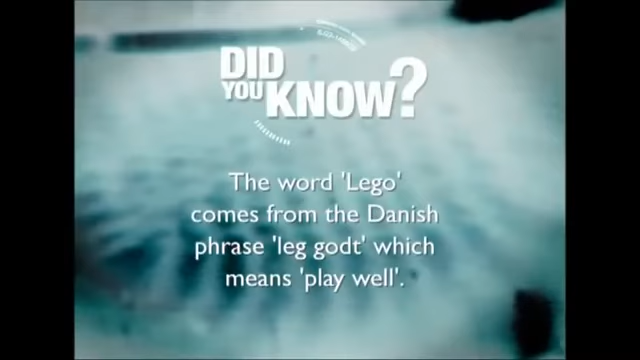 DID
YOU KNOW?
The word 'Lego'
comes from the Danish
phrase 'leg godt' which
means 'play well'.